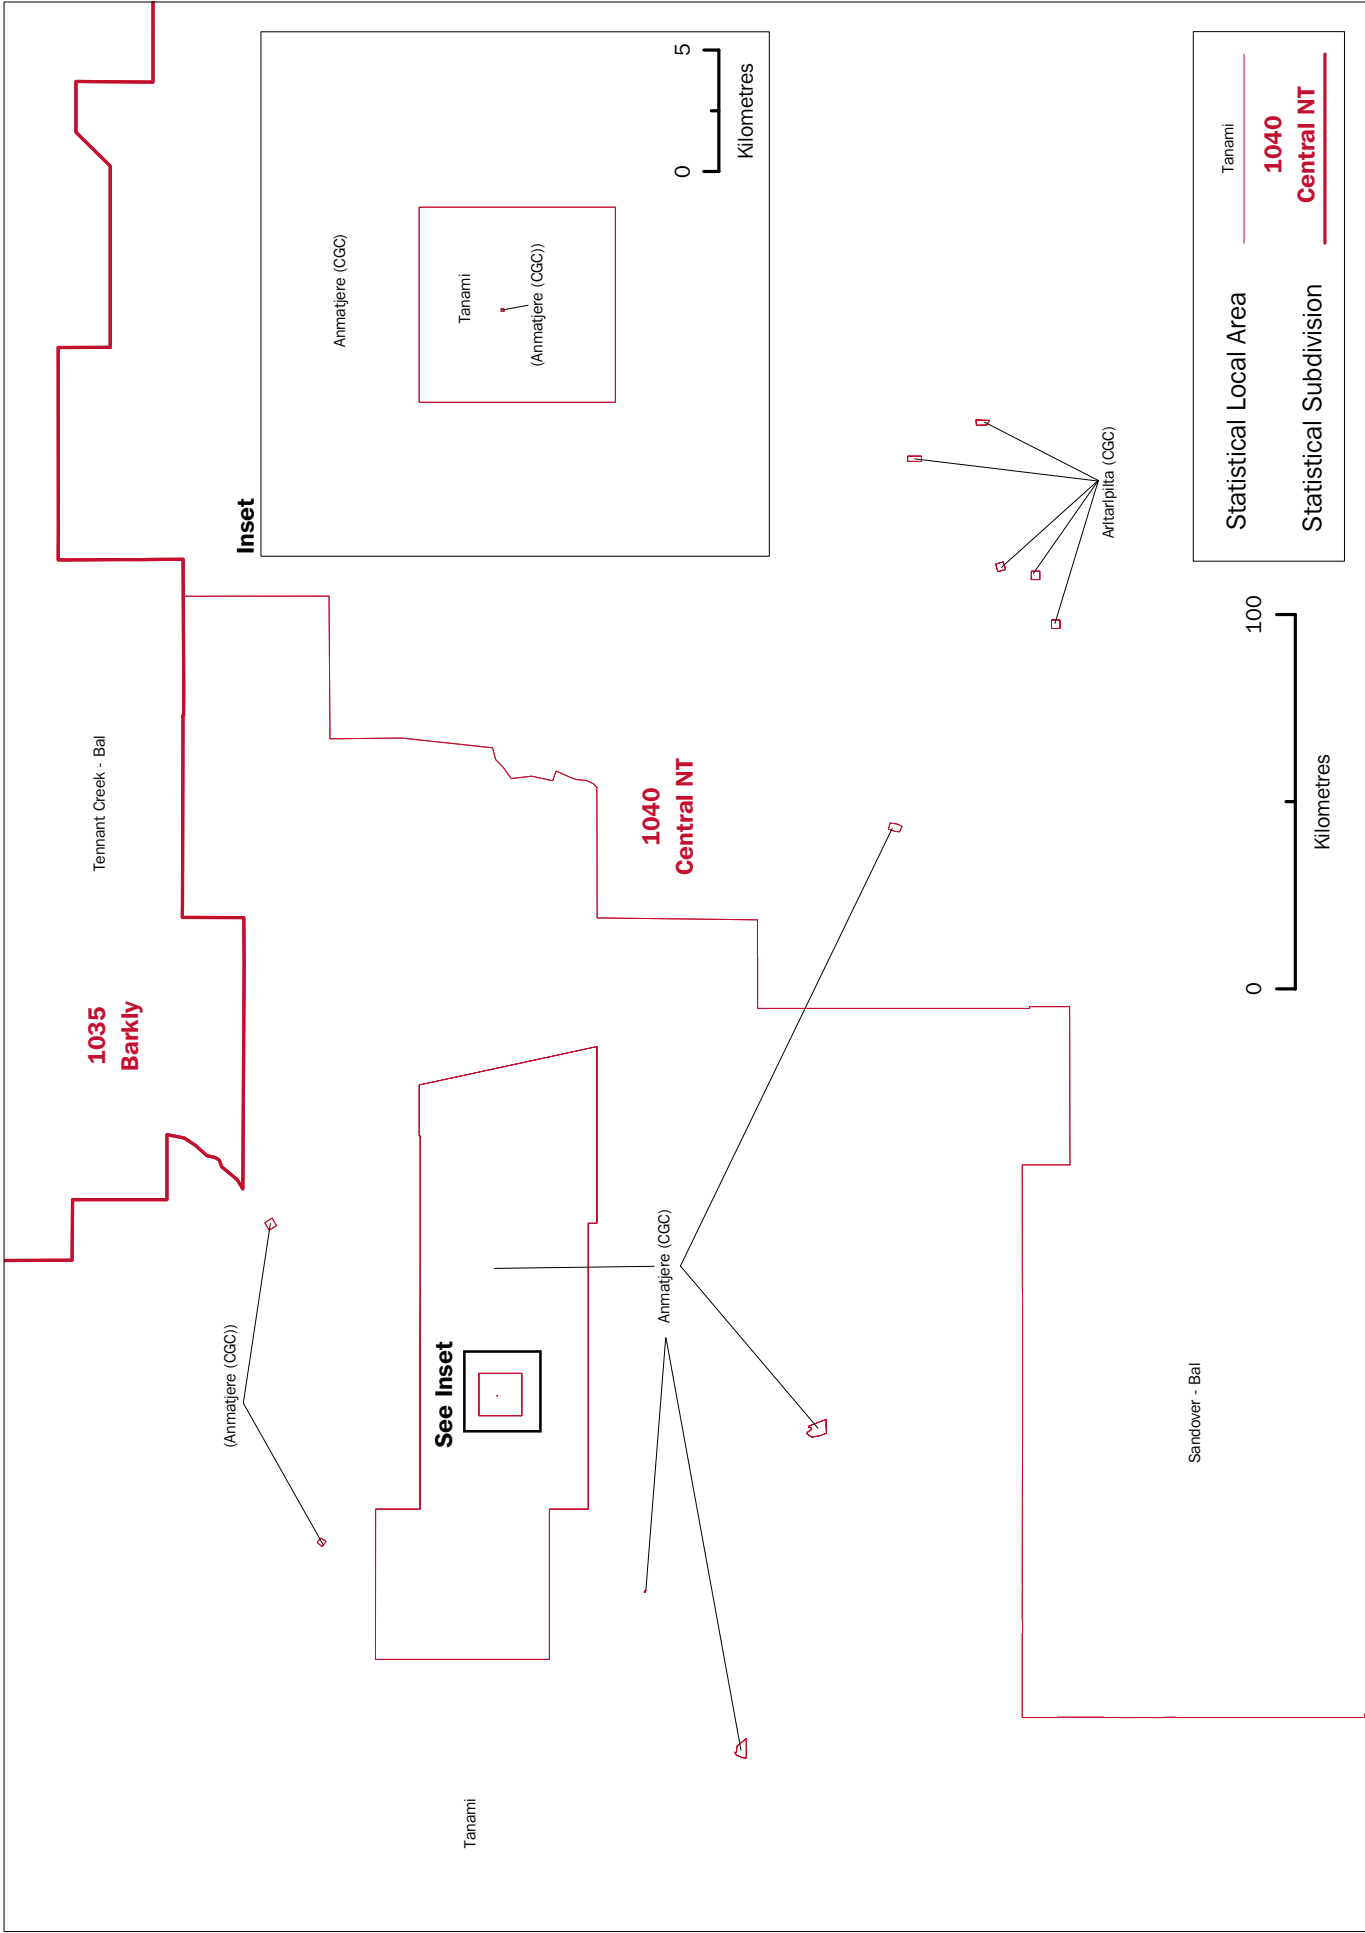 Tennant Creek - Bal
1035
Barkly
(Anmatjere (CGC))
See Inset
Inset
Anmatjere (CGC)
Tanami
(Anmatjere (CGC))
0
5
Kilometres
1040
Central NT
Anmatjere (CGC)
Tanami
Arltarlpilta (CGC)
Sandover - Bal
0
100
Kilometres
Statistical Local Area
Tanami
Statistical Subdivision
1040
Central NT